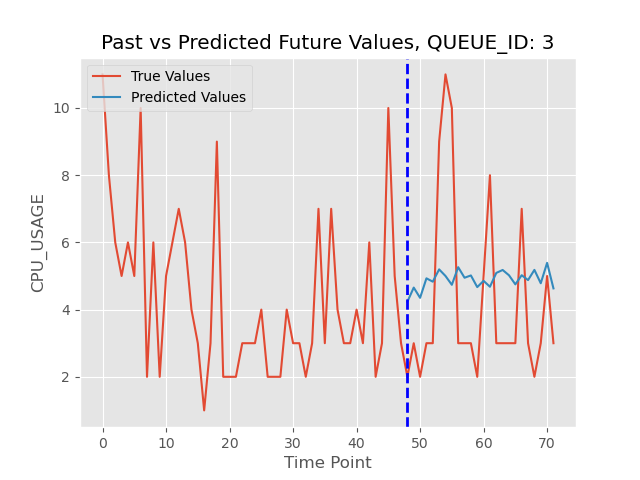 Past vs Predicted Future Values, QUEUE_ID: 3
True Values
Predicted Values
CPU_USAGE
10
8
6
4
2
0 10 20 30 40 50 60 70
Time Point